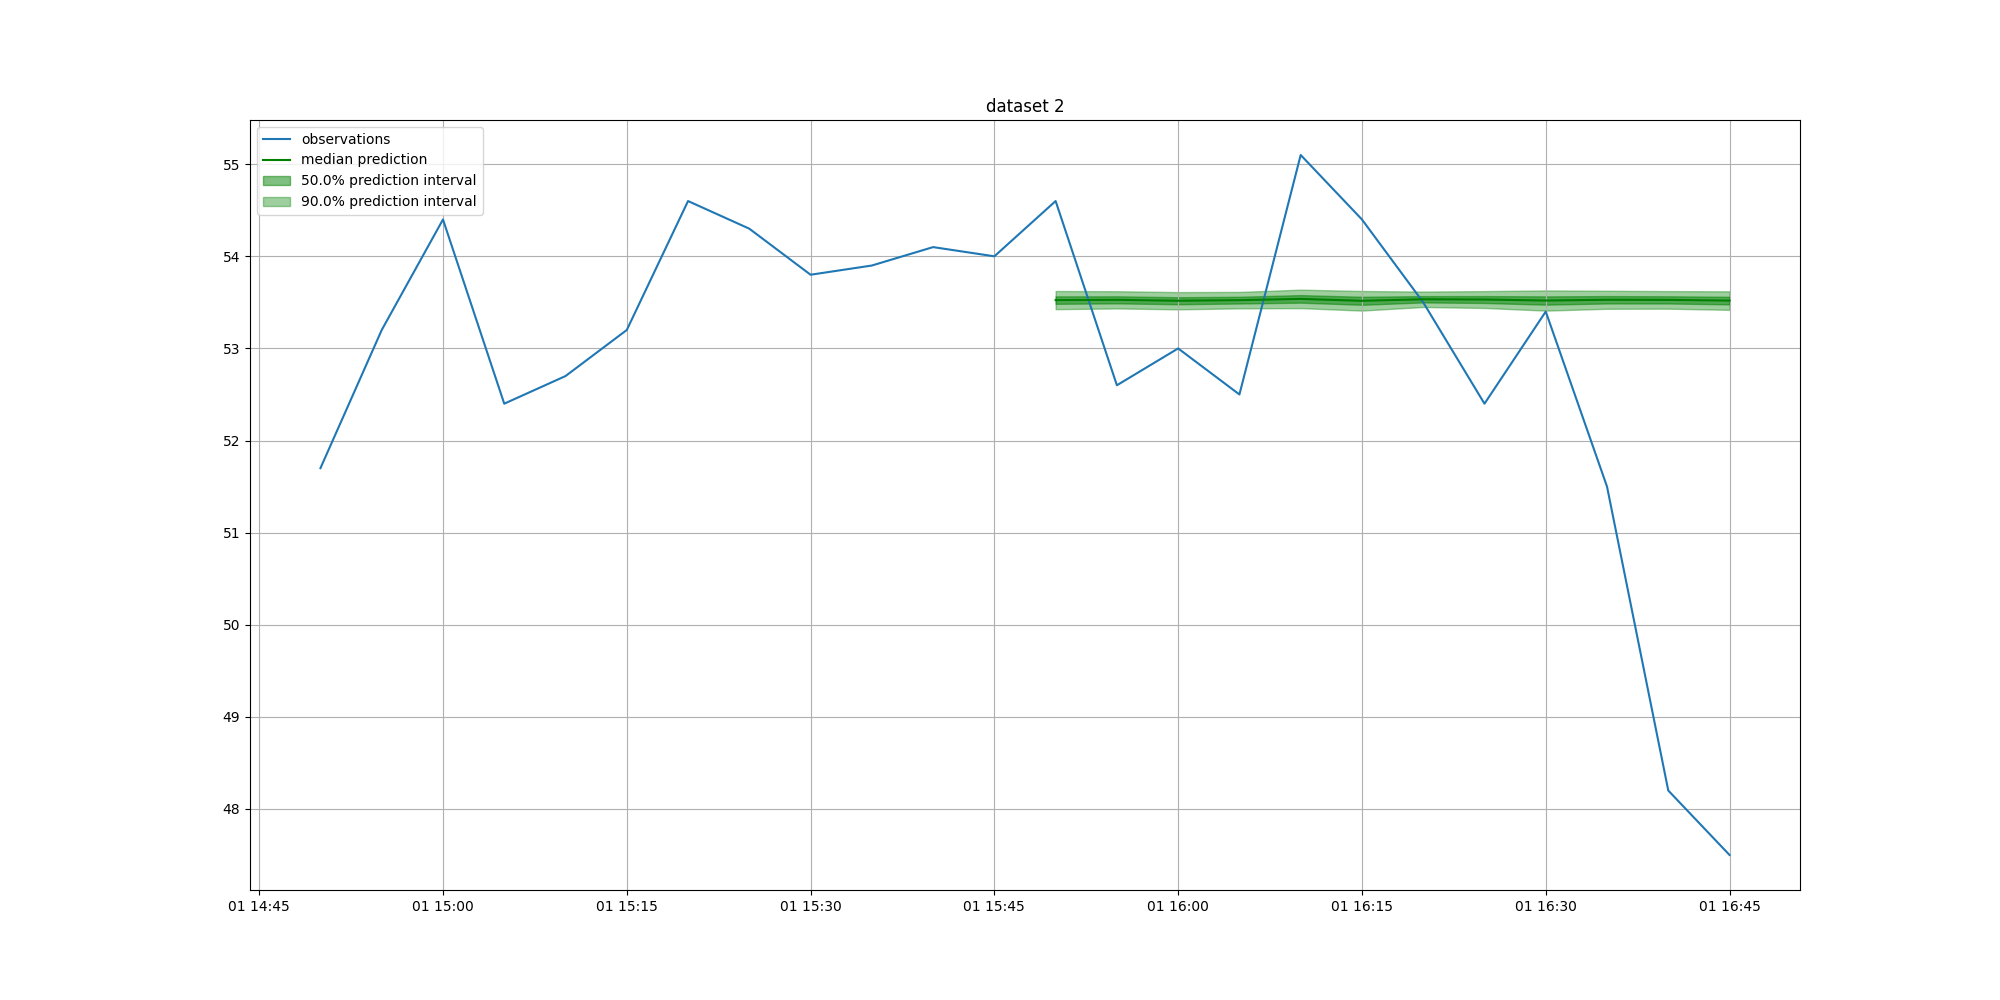 dataset 2
observations
median prediction
50.0% prediction interval
90.0% prediction interval
55
54
53
52
51
50
49
48
01 14:45 01 15:00 01 15:15 01 15:30 01 15:45 01 16:00 01 16:15 01 16:30 01 16:45